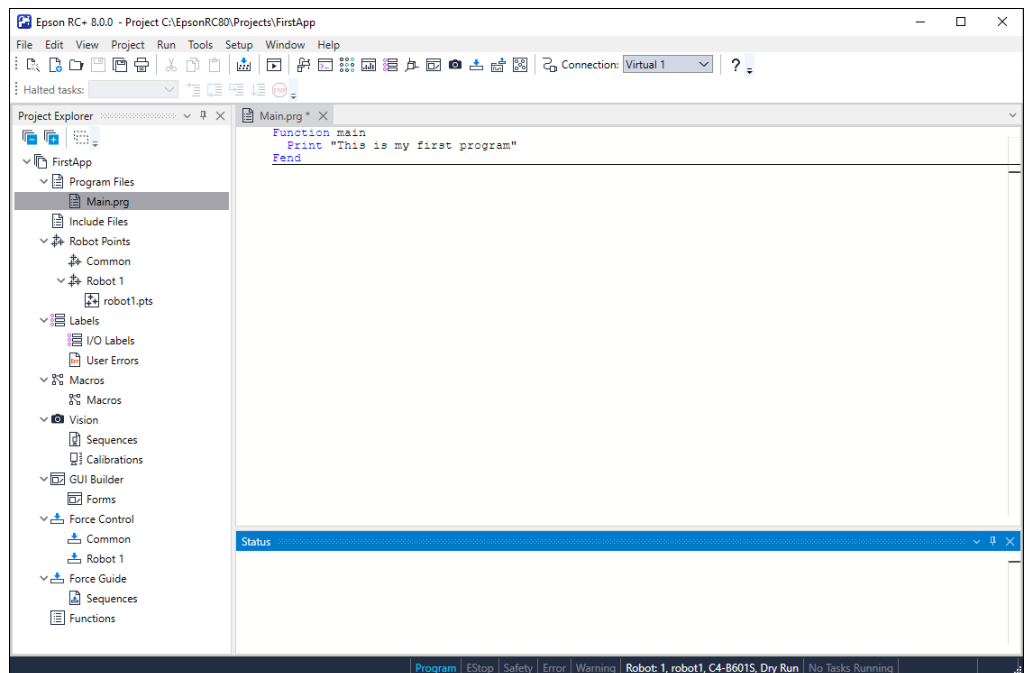 Epson RC+ 8.0.0 - Project C:\EpsonRC80\Projects\FirstApp
File Edit View Project Run Tools Setup Window Help
Connection: Virtual 1 ?
Halted tasks: STOP
Project Explorer
Main.prg *
FirstApp
Program Files
Main.prg
Include Files
Robot Points
Common
Robot 1
robot1.pts
Labels
I/O Labels
User Errors
Macros
Macros
Vision
Sequences
Calibrations
GUI Builder
Forms
Force Control
Common
Robot 1
Force Guide
Sequences
Functions
Function main
Print "This is my first program"
Fend
Status
Program EStop Safety Error Warning Robot: 1, robot1, C4-B601S, Dry Run No Tasks Running